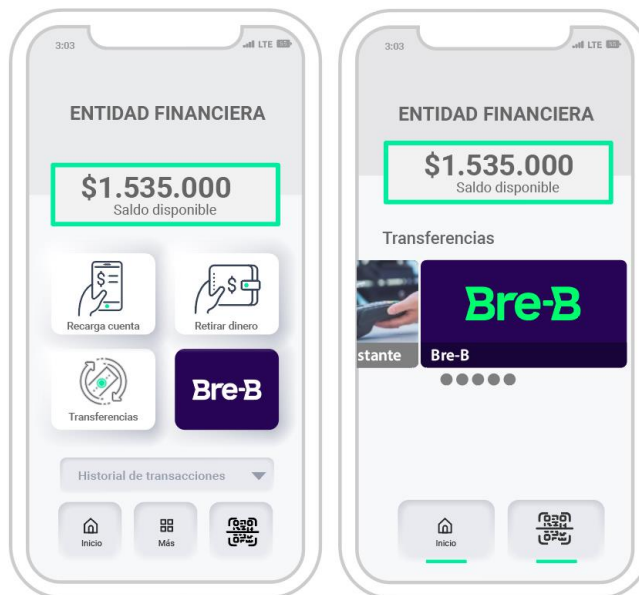 3:03
LTE
ENTIDAD FINANCIERA
$1.535.000
Saldo disponible
$=
Recarga cuenta
$
Retirar dinero
Transferencias
Bre-B
Historial de transacciones
Inicio
Más
3:03
LTE
ENTIDAD FINANCIERA
$1.535.000
Saldo disponible
Transferencias
stante
Bre-B
Bre-B
Inicio